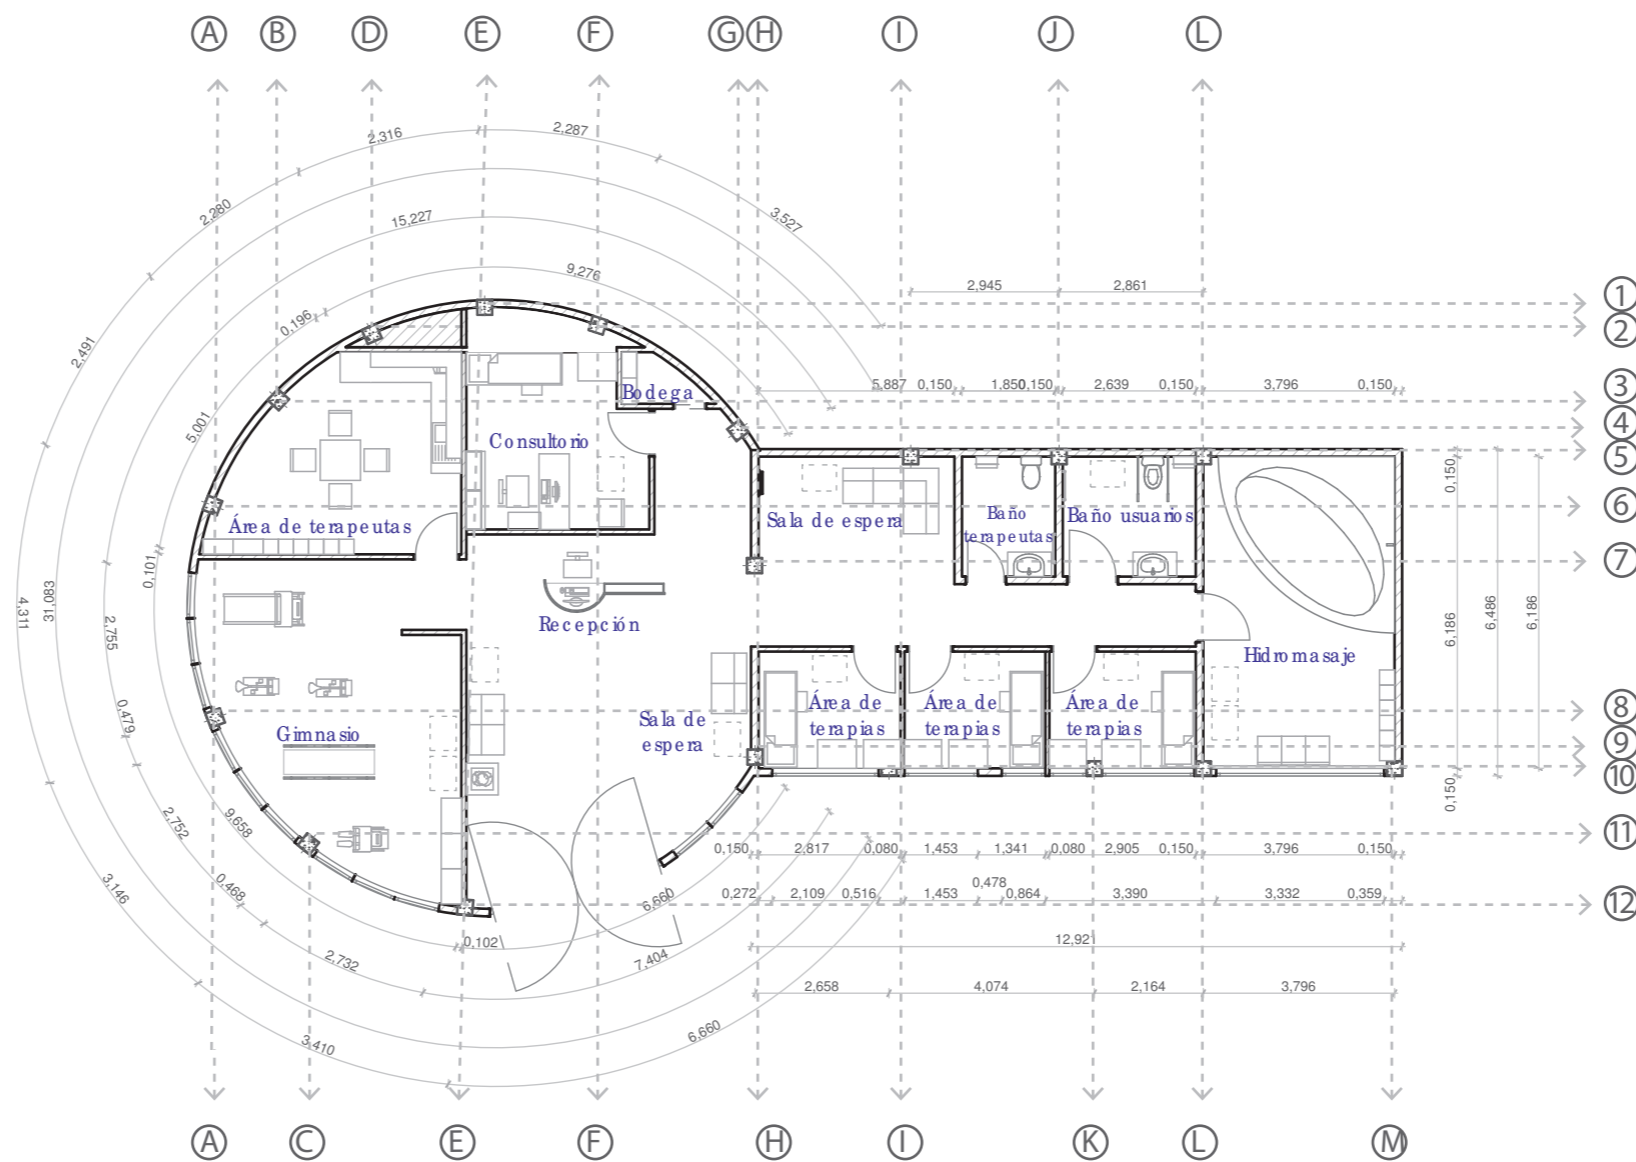 A B D E F G H I J L
2,316
2,287
2,280
3,527
15,227
9,276
2,945 2,861
0,196
2,491
1
2
3
4
5
6
7
8
9
10
11
12
5,887 0,150 1,850 0,150 2,639 0,150 3,796 0,150
Bodega
5,001
Consultorio
0,150
Área de terapeutas
Sala de espera
Baño
terapeutas
Baño usuarios
0,101
4,311
31,083
2,755
Recepción
6,186
6,486
6,186
Hidromasaje
0,479
Gimnasio
Sala de
espera
Área de
terapias
Área de
terapias
Área de
terapias
0,150
2,752
9,658
0,150 2,817 0,080 1,453 1,341 0,080 2,905 0,150 3,796 0,150
3,146
0,468
6,660
0,478
0,272 2,109 0,516 1,453 0,864 3,390 3,332 0,359
0,102
12,921
2,732
7,404
2,658 4,074 2,164 3,796
3,410
6,660
A C E F H I K L M